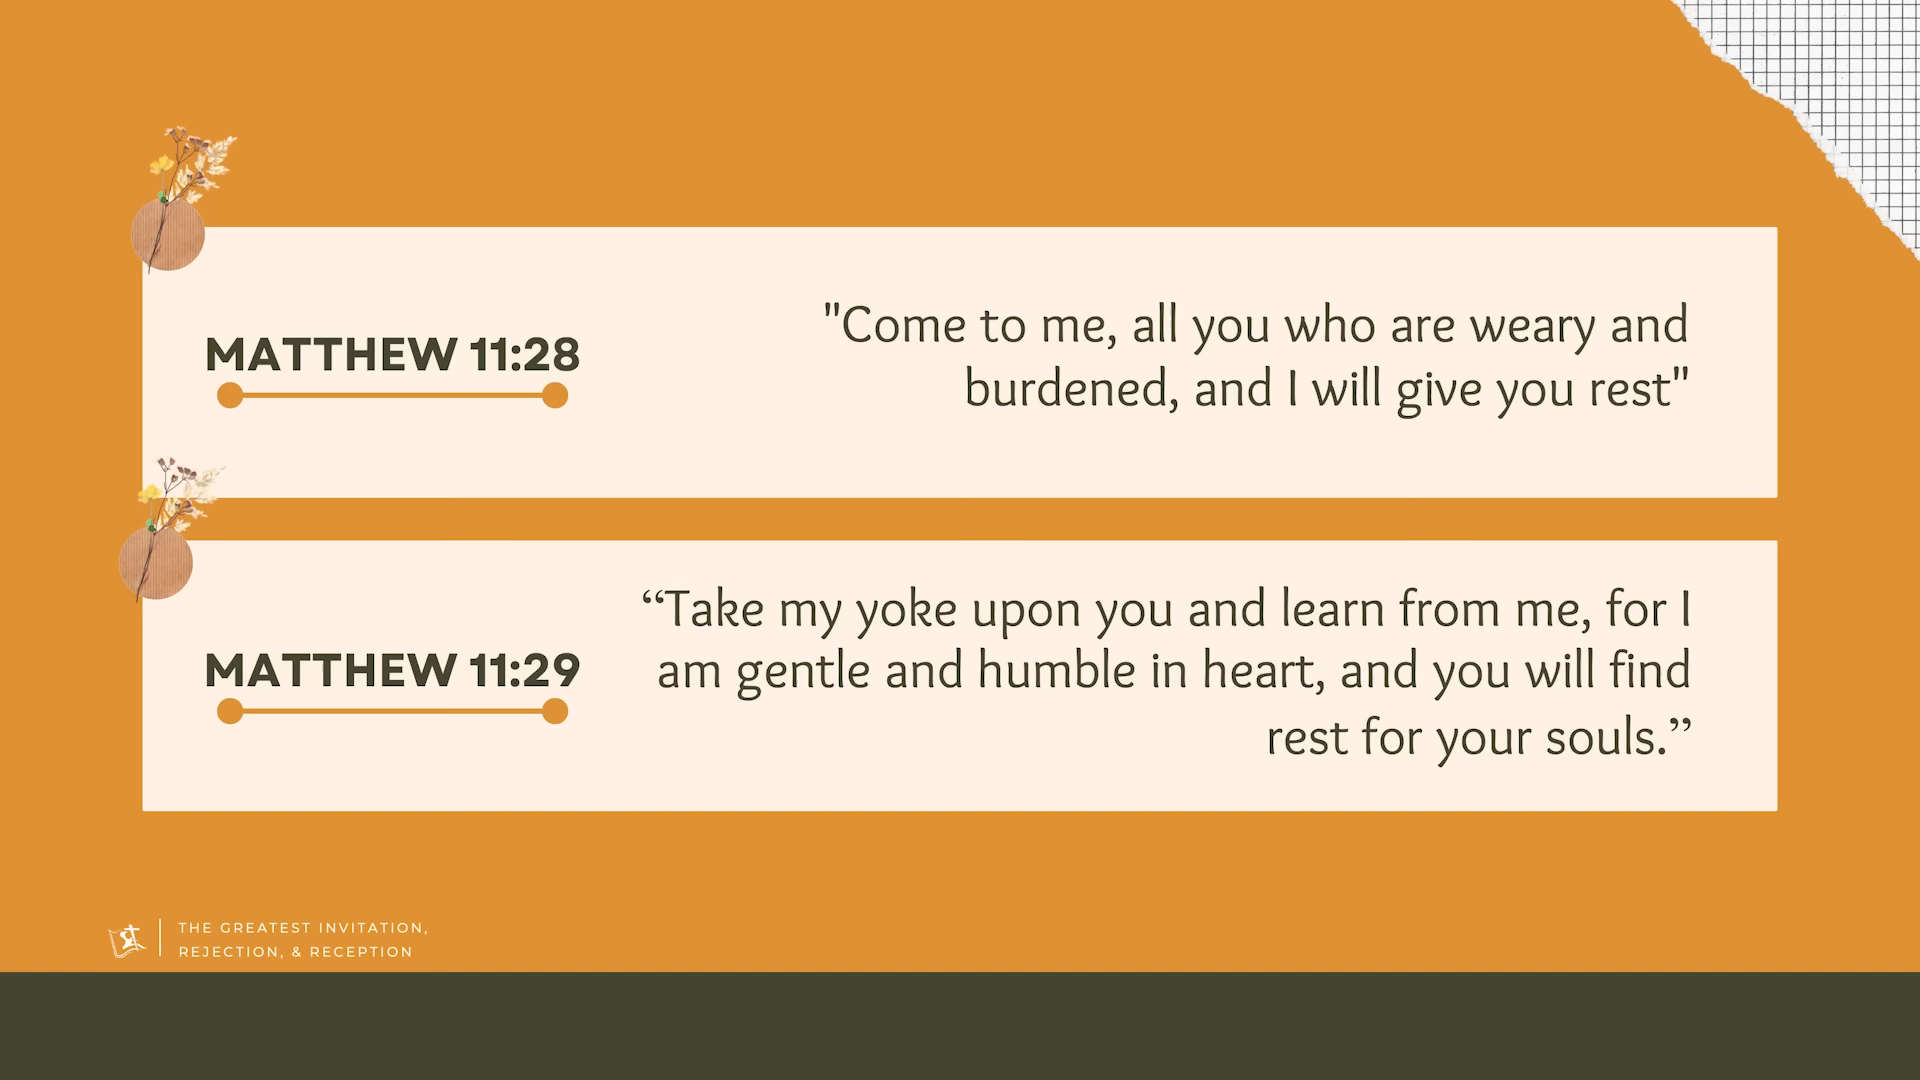 MATTHEW 11:28
"Come to me, all you who are weary and
burdened, and I will give you rest"
MATTHEW 11:29
“Take my yoke upon you and learn from me, for I
am gentle and humble in heart, and you will find
rest for your souls.”
THE GREATEST INVITATION,
REJECTION, & RECEPTION